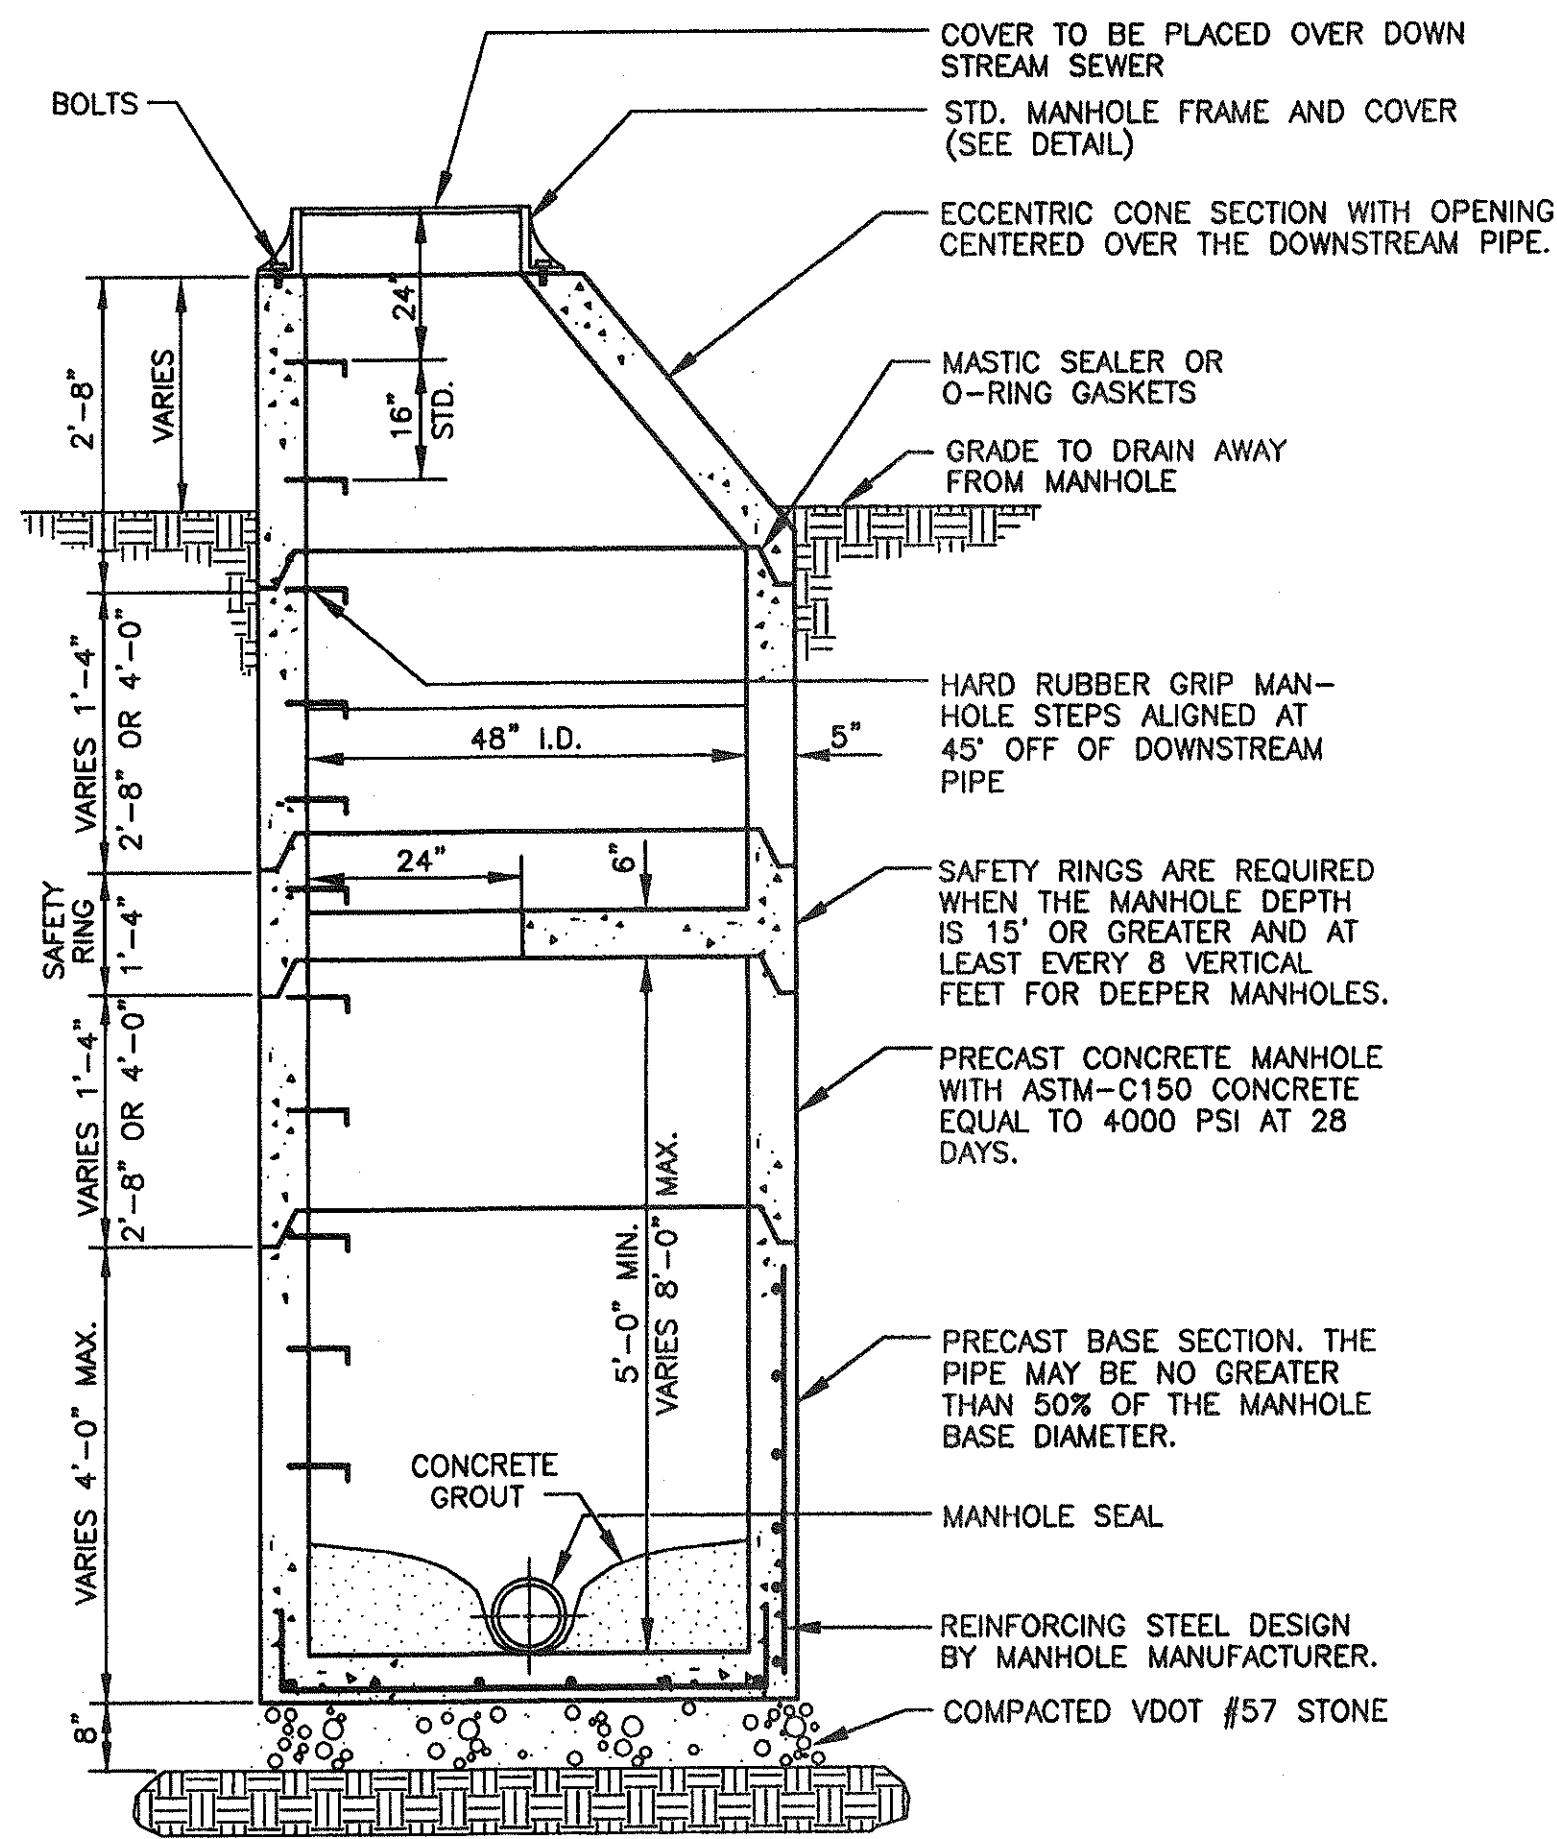 COVER TO BE PLACED OVER DOWN
STREAM SEWER
BOLTS
STD. MANHOLE FRAME AND COVER
(SEE DETAIL)
ECCENTRIC CONE SECTION WITH OPENING
CENTERED OVER THE DOWNSTREAM PIPE.
24"
2'-8"
VARIES
16"
STD.
MASTIC SEALER OR
O-RING GASKETS
GRADE TO DRAIN AWAY
FROM MANHOLE
VARIES 1'-4"
2'-8" OR 4'-0"
HARD RUBBER GRIP MAN-
HOLE STEPS ALIGNED AT
45° OFF OF DOWNSTREAM
PIPE
48" I.D.
5"
24"
6"
SAFETY
RING
1'-4"
SAFETY RINGS ARE REQUIRED
WHEN THE MANHOLE DEPTH
IS 15' OR GREATER AND AT
LEAST EVERY 8 VERTICAL
FEET FOR DEEPER MANHOLES.
VARIES 1'-4"
2'-8" OR 4'-0"
PRECAST CONCRETE MANHOLE
WITH ASTM-C150 CONCRETE
EQUAL TO 4000 PSI AT 28
DAYS.
5'-0" MIN.
VARIES 8'-0" MAX.
VARIES 4'-0" MAX.
PRECAST BASE SECTION. THE
PIPE MAY BE NO GREATER
THAN 50% OF THE MANHOLE
BASE DIAMETER.
CONCRETE
GROUT
MANHOLE SEAL
REINFORCING STEEL DESIGN
BY MANHOLE MANUFACTURER.
8"
COMPACTED VDOT #57 STONE